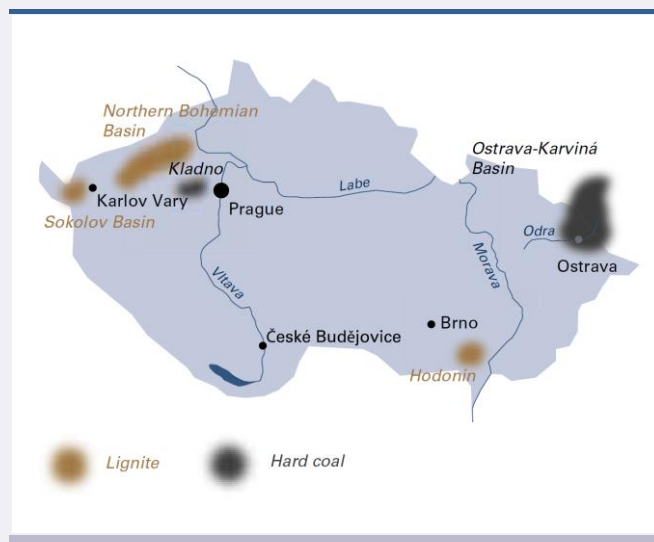 Northern Bohemian
Basin
Ostrava-Karviná
Basin
Kladno
Labe
Karlov Vary
Prague
Sokolov Basin
Odra
Morava
Ostrava
Vltava
Brno
České Budějovice
Hodonin
Lignite
Hard coal